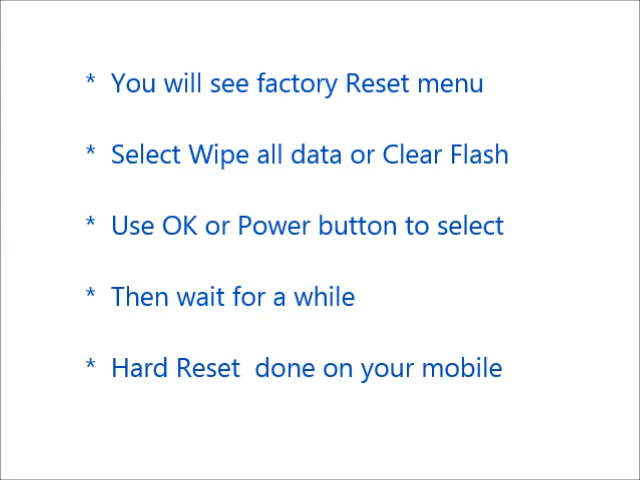 * You will see factory Reset menu
* Select Wipe all data or Clear Flash
* Use OK or Power button to select
* Then wait for a while
* Hard Reset  done on your mobile